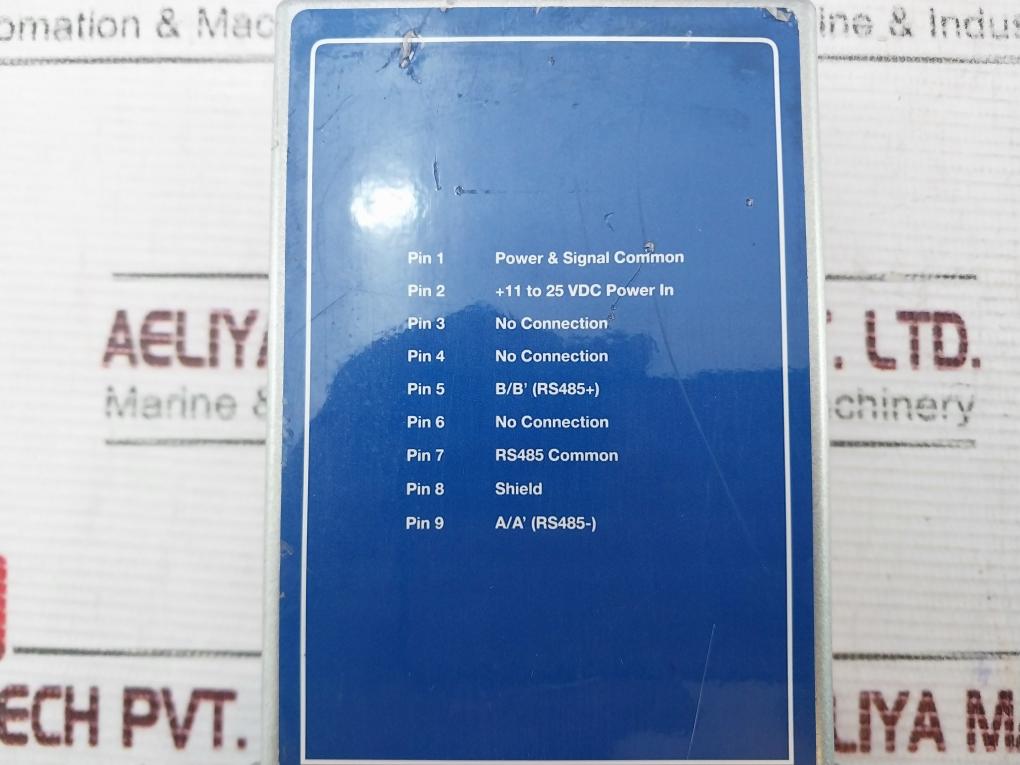 omation & Mac
ine & Indus
Pin 1 Power & Signal Common
Pin 2 +11 to 25 VDC Power In
Pin 3 No Connection
Pin 4 No Connection
Pin 5 B/B' (RS485+)
Pin 6 No Connection
Pin 7 RS485 Common
Pin 8 Shield
Pin 9 A/A' (RS485-)
AELIYA
LTD.
Marine &
chinery
ECH PVT.
LIYA MA